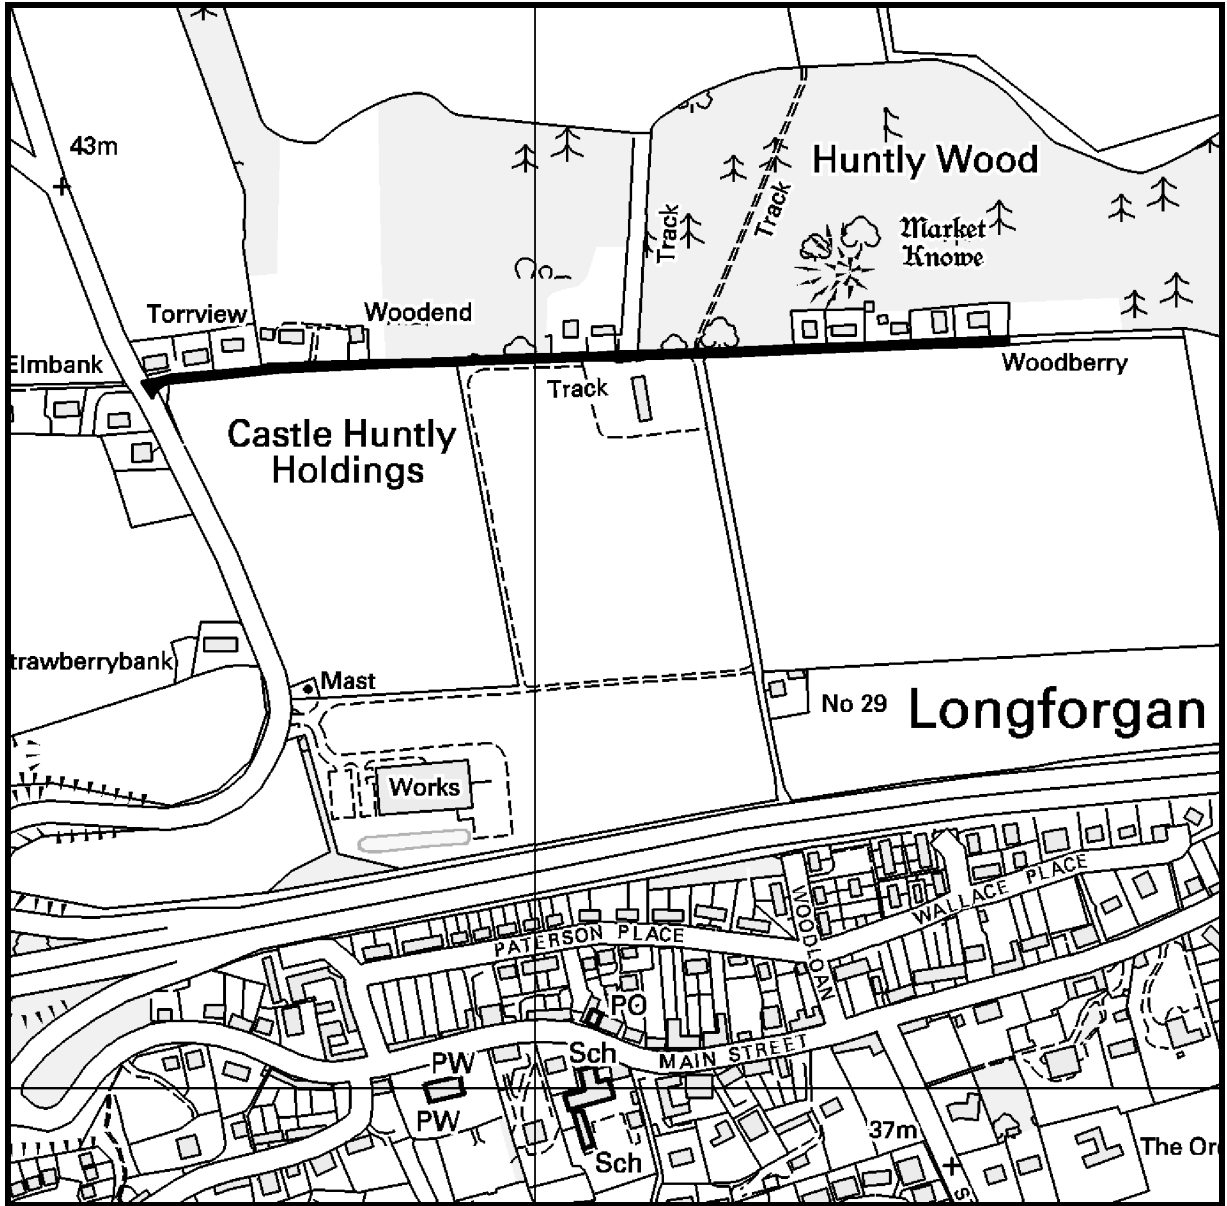 43m
Huntly Wood
Track
Track
Market
Knowe
Torrview
Woodend
Elmbank
Woodberry
Track
Castle Huntly
Holdings
trawberrybank
Mast
No 29
Longforgan
Works
WALLACE PLACE
WOODLOAN
PATERSON PLACE
PO
MAIN STREET
Sch
PW
PW
37m
Sch
The Or
S